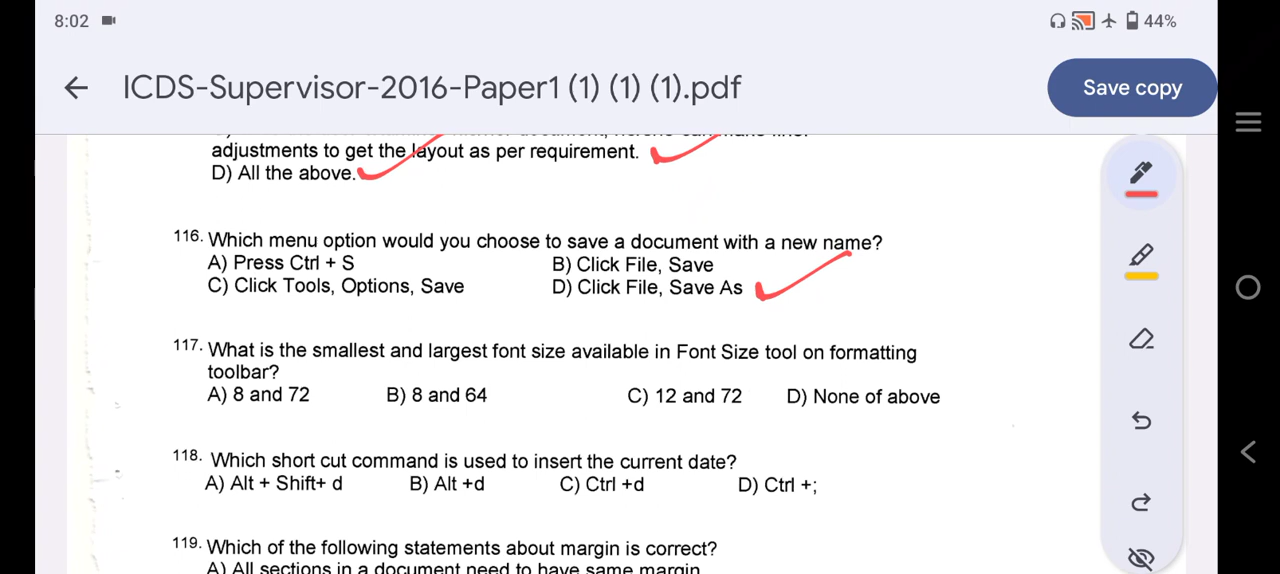 8:02
44%
ICDS-Supervisor-2016-Paper1 (1) (1) (1).pdf
Save copy
adjustments to get the layout as per requirement.
D) All the above.
116. Which menu option would you choose to save a document with a new name?
A) Press Ctrl + S B) Click File, Save
C) Click Tools, Options, Save D) Click File, Save As
117. What is the smallest and largest font size available in Font Size tool on formatting
toolbar?
A) 8 and 72 B) 8 and 64 C) 12 and 72 D) None of above
118. Which short cut command is used to insert the current date?
A) Alt + Shift+ d B) Alt +d C) Ctrl +d D) Ctrl +;
119. Which of the following statements about margin is correct?
A) All sections in a document need to have same margin